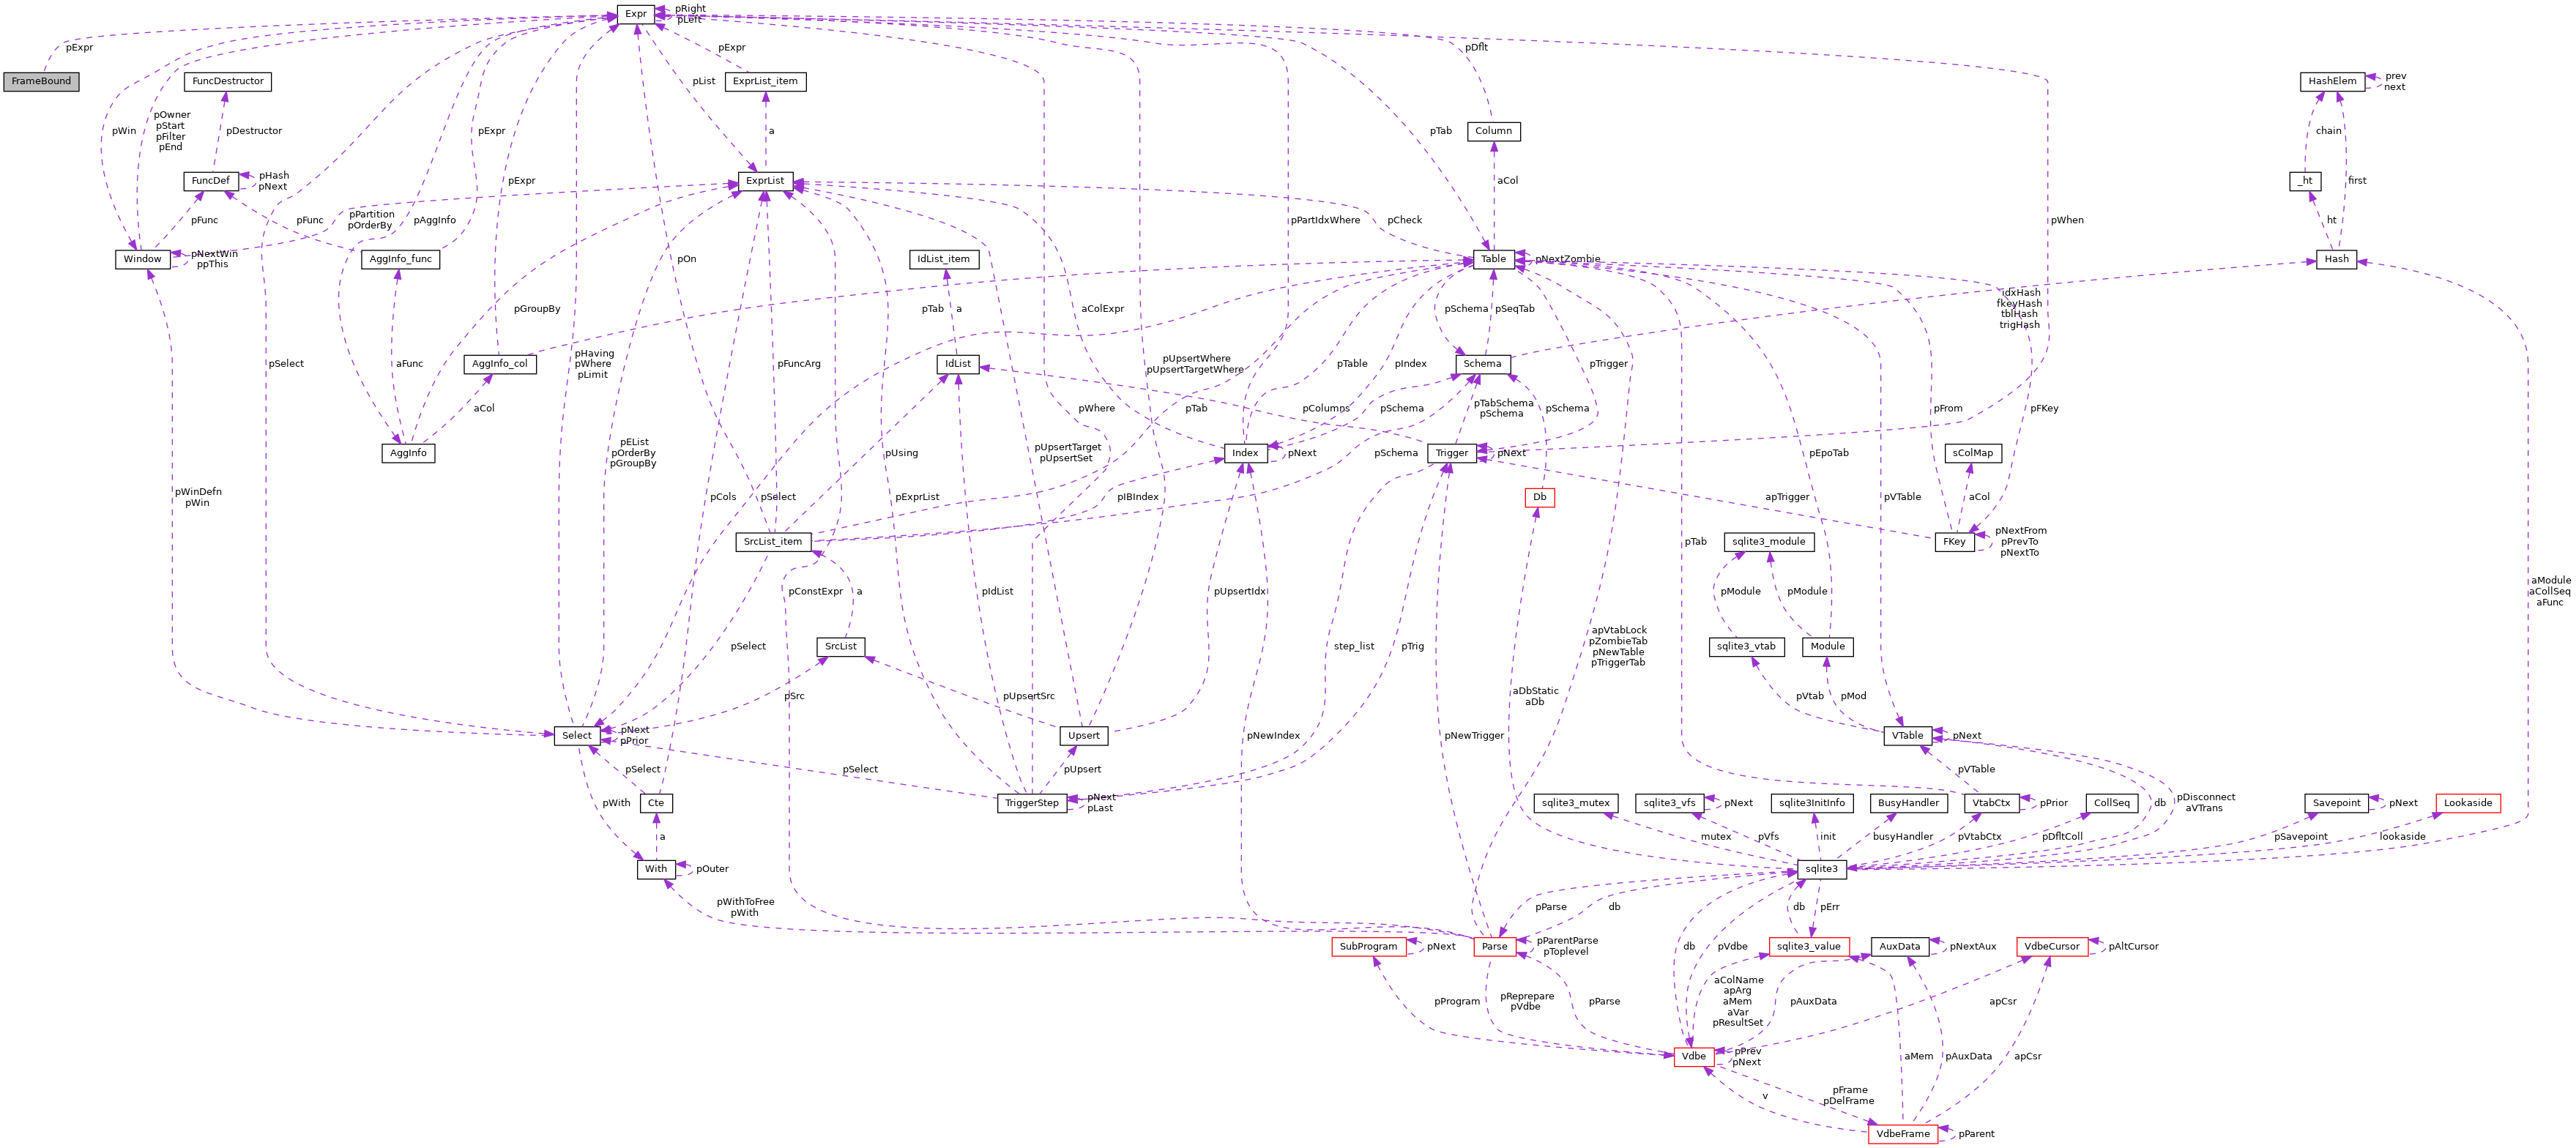 Expr
pRight
pLeft
pExpr
pExpr
pDflt
FrameBound
FuncDestructor
pList
ExprList_item
HashElem
prev
next
pOwner
pStart
pFilter
pEnd
pWin
pDestructor
pExpr
a
pTab
Column
chain
FuncDef
pHash
pNext
pExpr
ExprList
aCol
_ht
first
pFunc
pFunc
pPartition
pOrderBy
pAggInfo
pPartIdxWhere
pCheck
pWhen
ht
Window
pNextWin
ppThis
AggInfo_func
pOn
IdList_item
Table
pNextZombie
Hash
idxHash
fkeyHash
tblHash
trigHash
pGroupBy
pTab
a
aColExpr
pSchema
pSeqTab
pSelect
aFunc
AggInfo_col
pHaving
pWhere
pLimit
pFuncArg
IdList
pUpsertWhere
pUpsertTargetWhere
pTable
pIndex
Schema
pTrigger
aCol
pWhere
pTab
pColumns
pSchema
pTabSchema
pSchema
pSchema
pFrom
pFKey
AggInfo
pEList
pOrderBy
pGroupBy
pUsing
pUpsertTarget
pUpsertSet
Index
pNext
pSchema
Trigger
pNext
pEpoTab
sColMap
pWinDefn
pWin
pCols
pSelect
pExprList
pIBIndex
Db
apTrigger
pVTable
aCol
SrcList_item
pTab
sqlite3_module
FKey
pNextFrom
pPrevTo
pNextTo
pConstExpr
a
pIdList
pUpsertIdx
pModule
pModule
aModule
aCollSeq
aFunc
pSelect
SrcList
step_list
pTrig
apVtabLock
pZombieTab
pNewTable
pTriggerTab
sqlite3_vtab
Module
pSrc
pUpsertSrc
aDbStatic
aDb
pVtab
pMod
Select
pNext
pPrior
Upsert
pNewIndex
pNewTrigger
VTable
pNext
pSelect
pSelect
pUpsert
pVTable
pWith
Cte
TriggerStep
pNext
pLast
sqlite3_mutex
sqlite3_vfs
pNext
sqlite3InitInfo
BusyHandler
VtabCtx
pPrior
CollSeq
db
pDisconnect
aVTrans
Savepoint
pNext
Lookaside
a
mutex
pVfs
init
busyHandler
pVtabCtx
pDfltColl
pSavepoint
lookaside
With
pOuter
sqlite3
pWithToFree
pWith
pParse
db
db
pErr
SubProgram
pNext
Parse
pParentParse
pToplevel
db
pVdbe
sqlite3_value
AuxData
pNextAux
VdbeCursor
pAltCursor
pProgram
pReprepare
pVdbe
pParse
aColName
apArg
aMem
aVar
pResultSet
pAuxData
apCsr
Vdbe
pPrev
pNext
aMem
pAuxData
apCsr
v
pFrame
pDelFrame
VdbeFrame
pParent